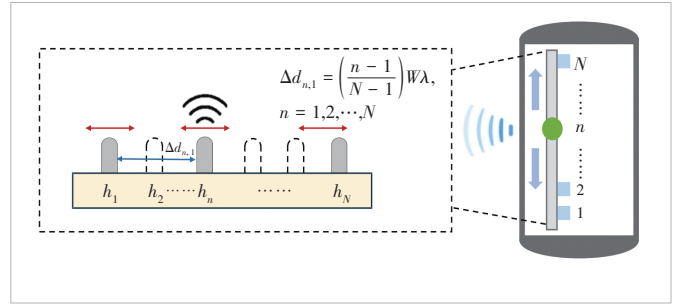 Δd_{n,1} = ((n − 1)/(N − 1)) Wλ,
n = 1,2,⋯,N
Δd_{n,1}
h_1 h_2 ⋯⋯ h_n ⋯⋯ h_N
N
⋯⋯
n
⋯⋯
2
1